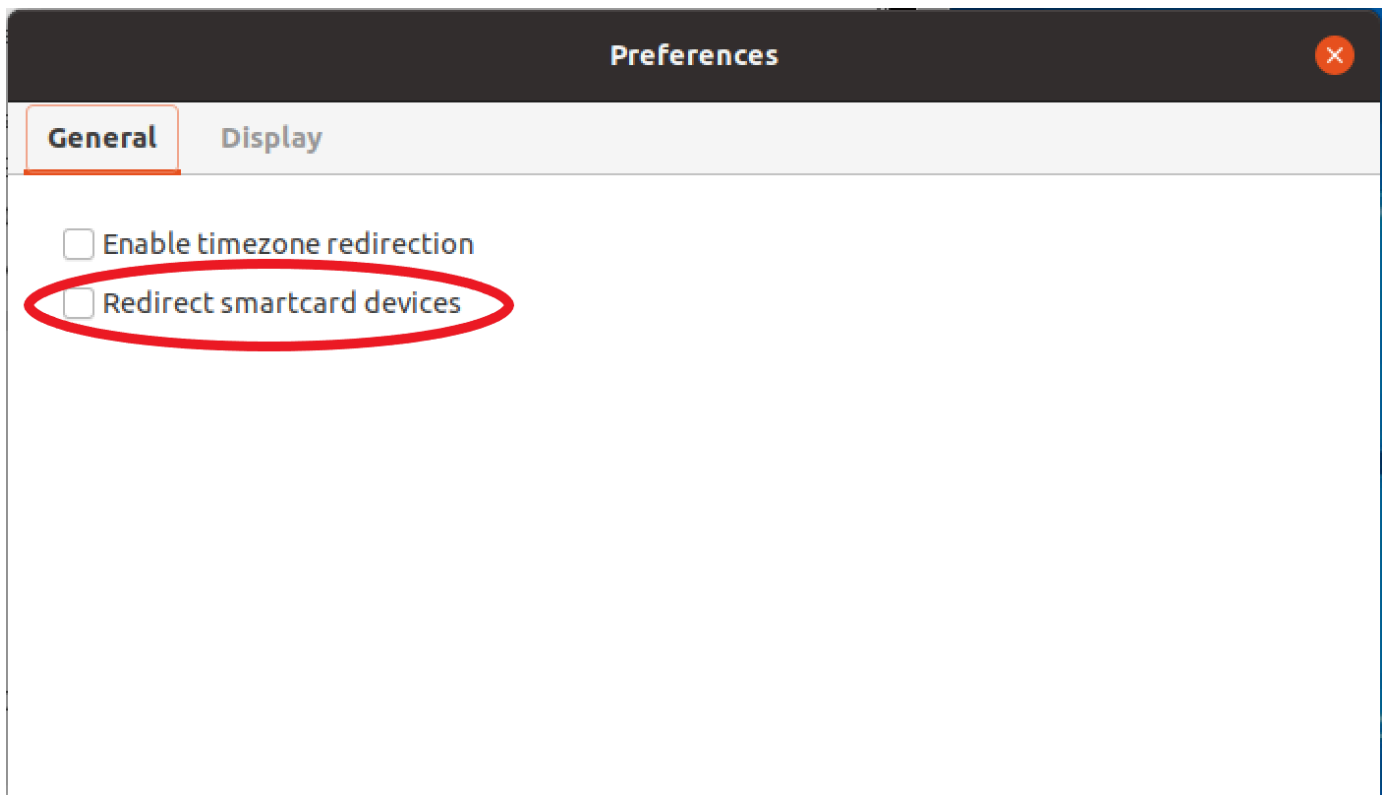 Preferences
General Display
Enable timezone redirection
Redirect smartcard devices